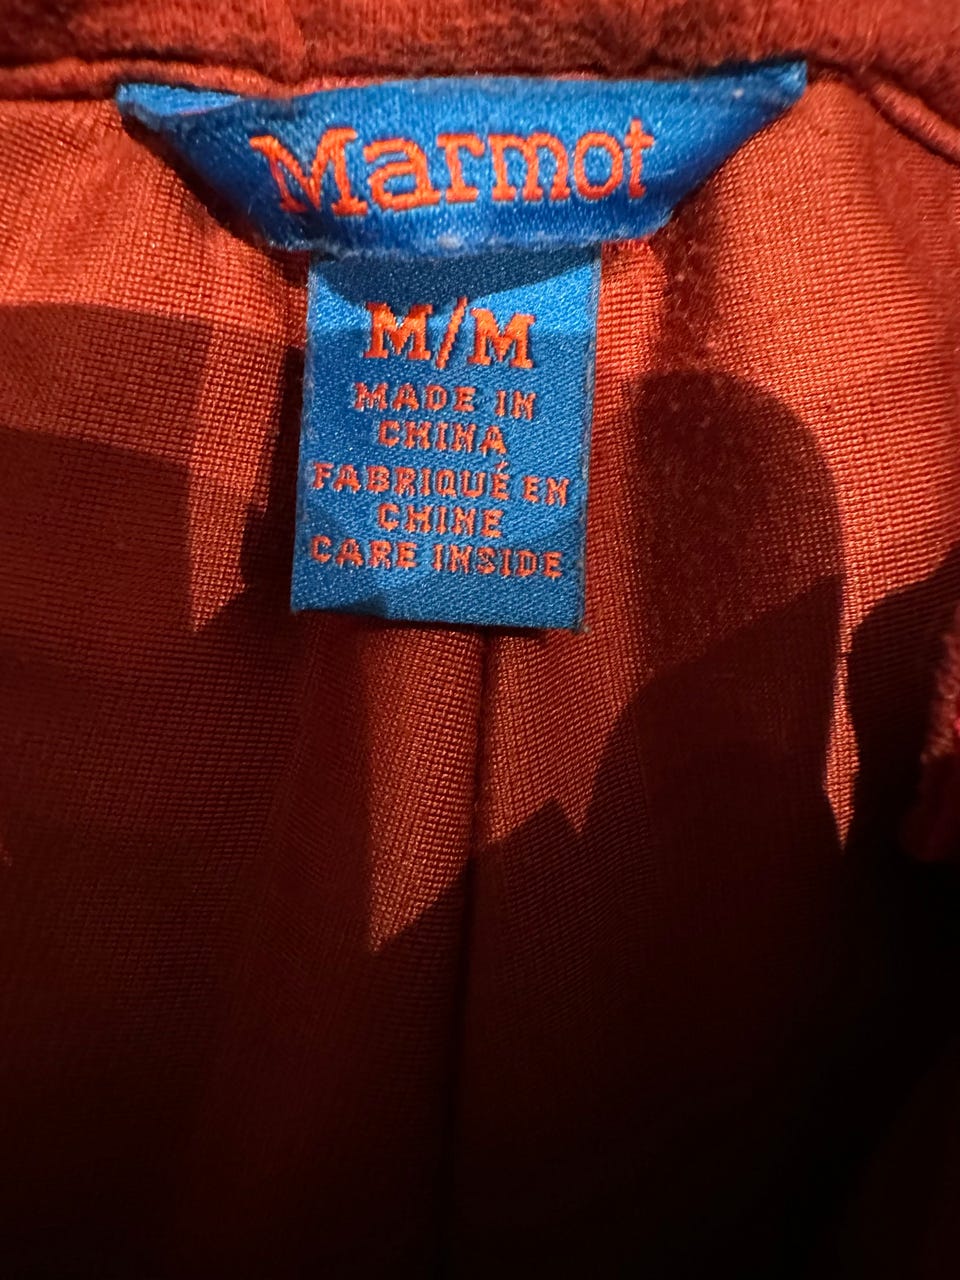 Marmot
M/M
MADE IN
CHINA
FABRIQUÉ EN
CHINE
CARE INSIDE